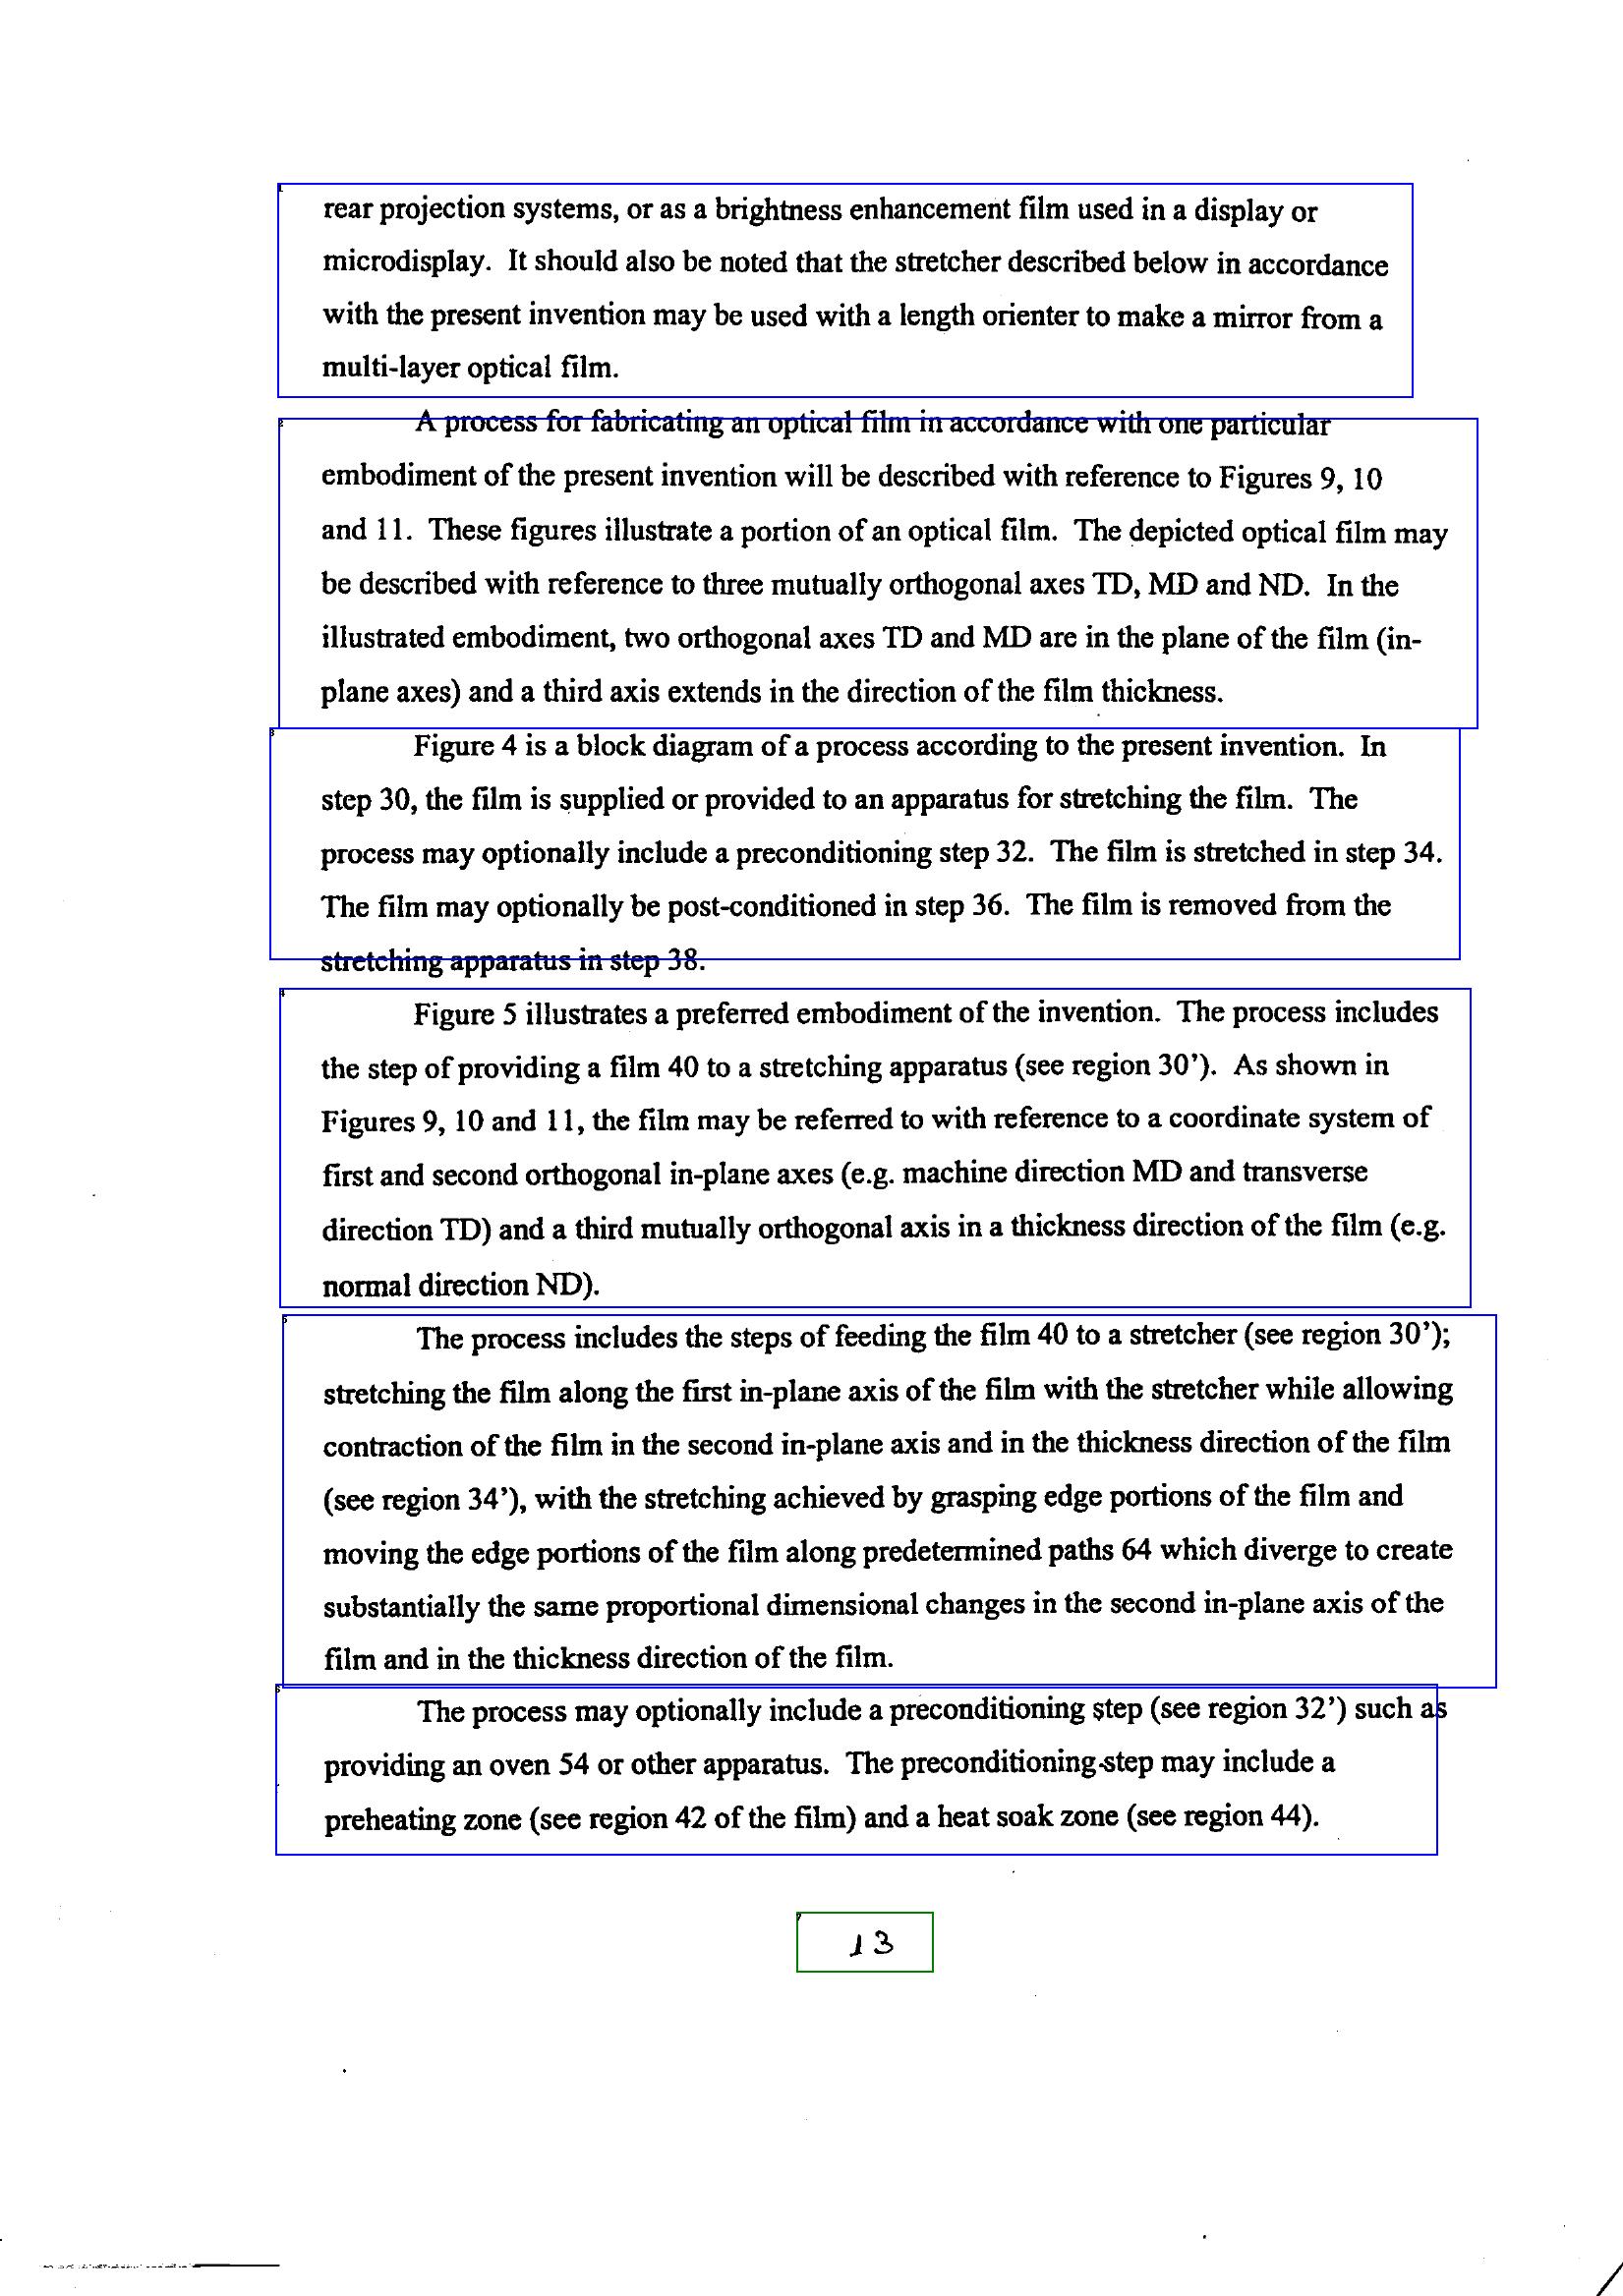 rear projection systems, or as a brightness enhancement film used in a display or
microdisplay.  It should also be noted that the stretcher described below in accordance
with the present invention may be used with a length orienter to make a mirror from a
multi-layer optical film.
A process for fabricating an optical film in accordance with one particular
embodiment of the present invention will be described with reference to Figures 9, 10
and 11.  These figures illustrate a portion of an optical film.  The depicted optical film may
be described with reference to three mutually orthogonal axes TD, MD and ND.  In the
illustrated embodiment, two orthogonal axes TD and MD are in the plane of the film (in-
plane axes) and a third axis extends in the direction of the film thickness.
Figure 4 is a block diagram of a process according to the present invention.  In
step 30, the film is supplied or provided to an apparatus for stretching the film.  The
process may optionally include a preconditioning step 32.  The film is stretched in step 34.
The film may optionally be post-conditioned in step 36.  The film is removed from the
stretching apparatus in step 38.
Figure 5 illustrates a preferred embodiment of the invention.  The process includes
the step of providing a film 40 to a stretching apparatus (see region 30’).  As shown in
Figures 9, 10 and 11, the film may be referred to with reference to a coordinate system of
first and second orthogonal in-plane axes (e.g. machine direction MD and transverse
direction TD) and a third mutually orthogonal axis in a thickness direction of the film (e.g.
normal direction ND).
The process includes the steps of feeding the film 40 to a stretcher (see region 30’);
stretching the film along the first in-plane axis of the film with the stretcher while allowing
contraction of the film in the second in-plane axis and in the thickness direction of the film
(see region 34’), with the stretching achieved by grasping edge portions of the film and
moving the edge portions of the film along predetermined paths 64 which diverge to create
substantially the same proportional dimensional changes in the second in-plane axis of the
film and in the thickness direction of the film.
The process may optionally include a preconditioning step (see region 32’) such as
providing an oven 54 or other apparatus.  The preconditioning step may include a
preheating zone (see region 42 of the film) and a heat soak zone (see region 44).
13